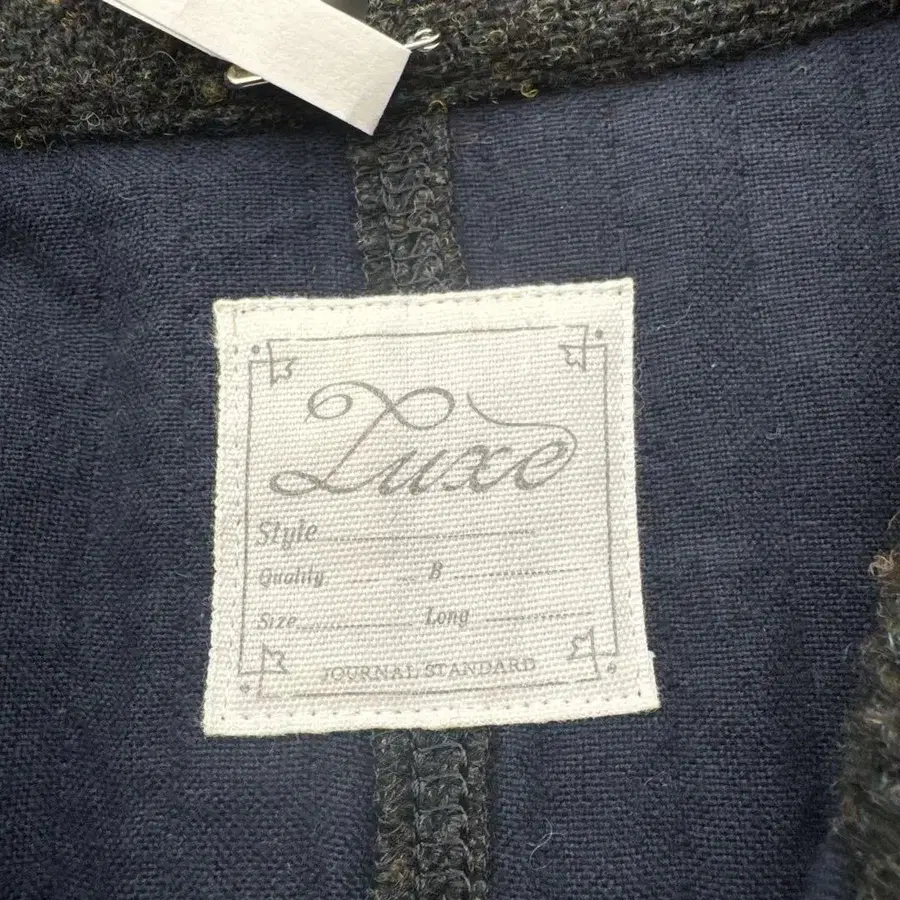 Luxe
Style
Quality B
Size Long
JOURNAL STANDARD